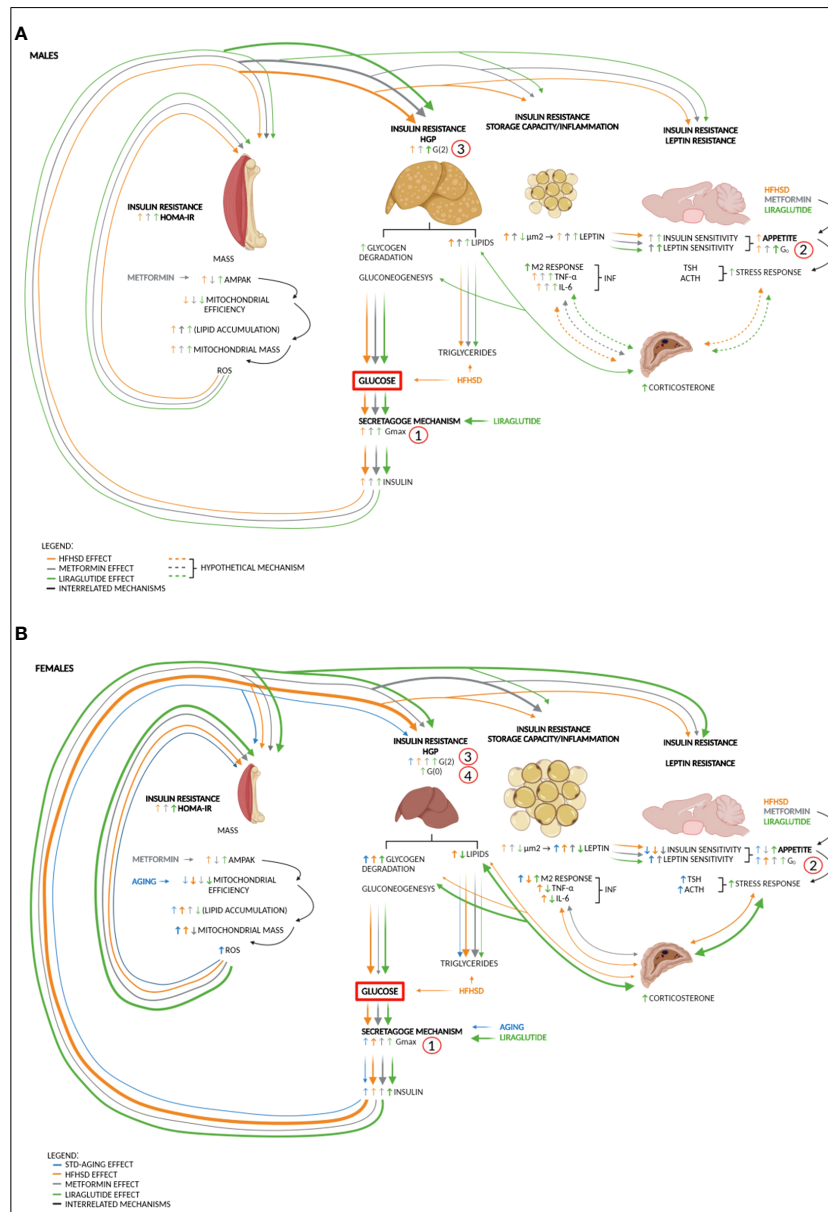 A
MALES
INSULIN RESISTANCE
HGP
↑ ↑ ↑ G(2) 3
INSULIN RESISTANCE
STORAGE CAPACITY/INFLAMMATION
INSULIN RESISTANCE
LEPTIN RESISTANCE
HFHSD
METFORMIN
LIRAGLUTIDE
INSULIN RESISTANCE
↑ ↑ ↑ HOMA-IR
MASS
METFORMIN → ↑ ↓ ↑ AMPAK
↓ ↓ ↓ MITOCHONDRIAL
EFFICIENCY
↑ ↑ ↑ (LIPID ACCUMULATION)
↑ ↑ ↑ MITOCHONDRIAL MASS
ROS
↑ GLYCOGEN
DEGRADATION
↑ ↑ ↑ LIPIDS
GLUCONEOGENESYS
TRIGLYCERIDES
GLUCOSE
HFHSD
SECRETAGOGE MECHANISM
LIRAGLUTIDE
↑ ↑ ↑ Gmax 1
↑ ↑ ↑ INSULIN
↑ ↑ ↓ µm2 → ↑ ↑ ↑ LEPTIN
↑ M2 RESPONSE
↑ ↑ ↑ TNF-α
↑ ↑ ↑ IL-6
INF
↑ ↑ INSULIN SENSITIVITY
↑ ↑ LEPTIN SENSITIVITY
↑ APPETITE
↑ ↑ ↑ G₀ 2
TSH
ACTH
↑ STRESS RESPONSE
↑ CORTICOSTERONE
LEGEND:
HFHSD EFFECT
METFORMIN EFFECT
LIRAGLUTIDE EFFECT
INTERRELATED MECHANISMS
HYPOTHETICAL MECHANISM
B
FEMALES
INSULIN RESISTANCE
HGP
↑ ↑ ↑ ↑ G(2) 3
↑ G(0) 4
INSULIN RESISTANCE
STORAGE CAPACITY/INFLAMMATION
INSULIN RESISTANCE
LEPTIN RESISTANCE
HFHSD
METFORMIN
LIRAGLUTIDE
INSULIN RESISTANCE
↑ ↑ ↑ HOMA-IR
MASS
METFORMIN → ↑ ↓ ↑ AMPAK
AGING → ↓ ↓ ↓ ↓ MITOCHONDRIAL
EFFICIENCY
↑ ↑ ↑ ↓ (LIPID ACCUMULATION)
↑ ↑ ↓ MITOCHONDRIAL MASS
↑ ROS
↑ ↑ ↑ GLYCOGEN
DEGRADATION
↑ ↓ LIPIDS
GLUCONEOGENESYS
TRIGLYCERIDES
GLUCOSE
HFHSD
SECRETAGOGE MECHANISM
AGING
LIRAGLUTIDE
↑ ↑ ↑ ↑ Gmax 1
↑ ↑ ↑ ↑ INSULIN
↑ ↑ ↓ µm2 → ↑ ↑ ↑ ↓ LEPTIN
↑ ↓ ↑ M2 RESPONSE
↑ ↓ TNF-α
↑ ↓ IL-6
INF
↓ ↓ ↓ INSULIN SENSITIVITY
↑ ↑ LEPTIN SENSITIVITY
↑ ↓ ↑ APPETITE
↑ ↑ ↑ ↑ G₀ 2
↑ TSH
↑ ACTH
↑ STRESS RESPONSE
↑ CORTICOSTERONE
LEGEND:
STD-AGING EFFECT
HFHSD EFFECT
METFORMIN EFFECT
LIRAGLUTIDE EFFECT
INTERRELATED MECHANISMS